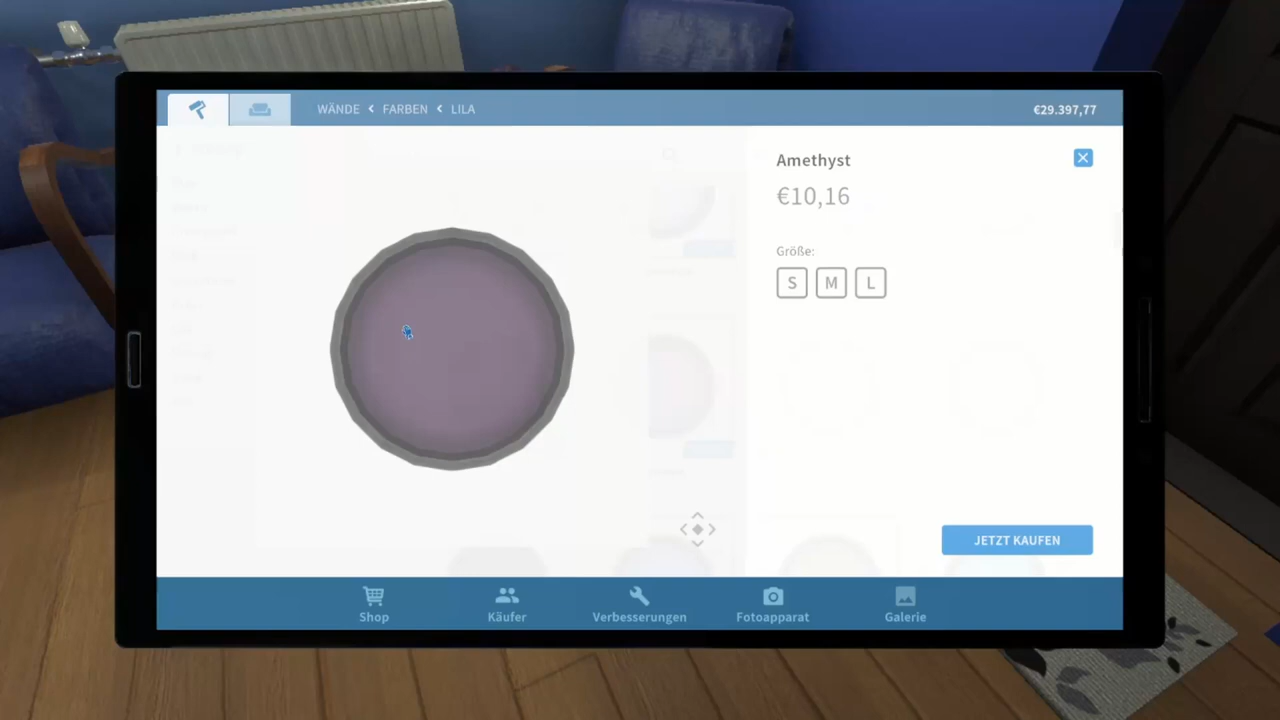 WÄNDE < FARBEN < LILA
€29.397,77
Amethyst
€10,16
Größe:
S M L
JETZT KAUFEN
Shop
Käufer
Verbesserungen
Fotoapparat
Galerie